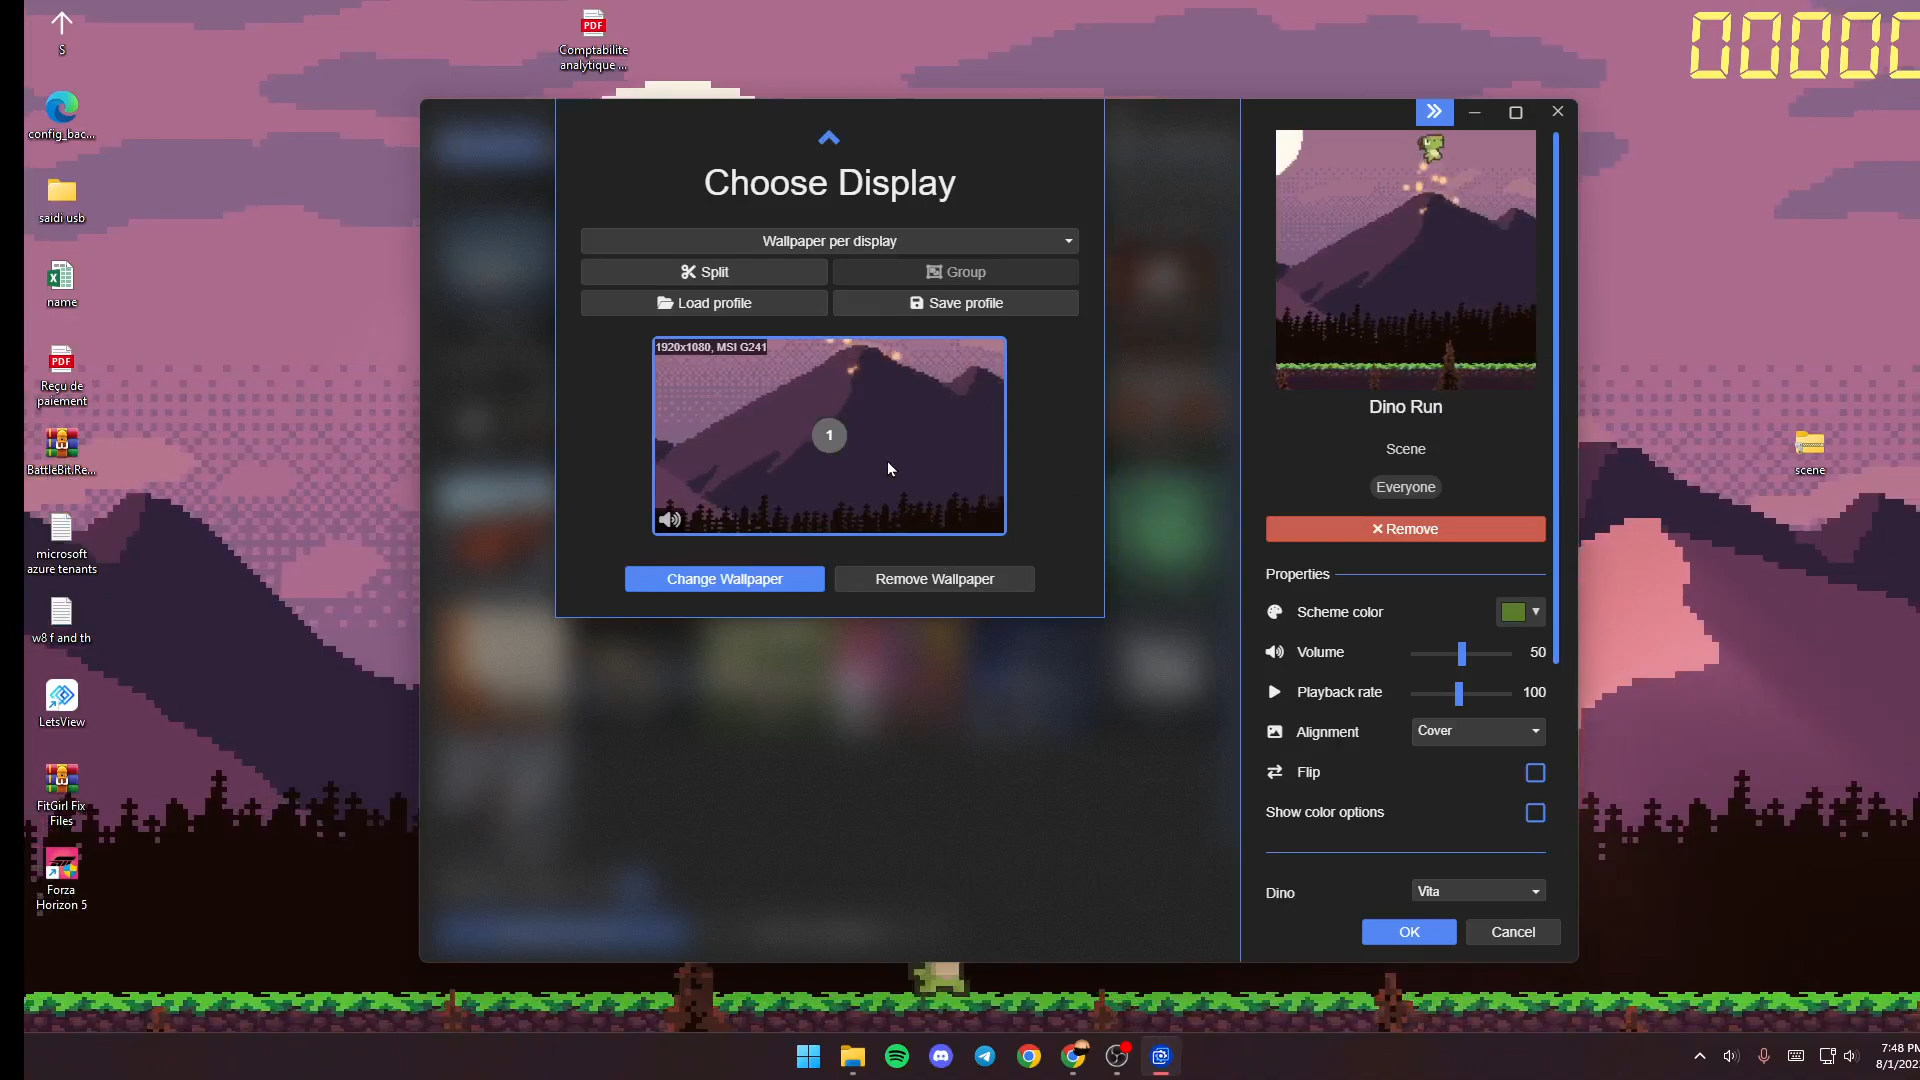 S
Comptabilite
analytique ...
config_bac...
saidi usb
name
Reçu de
paiement
BattleBit.Re...
microsoft
azure tenants
w8 f and th
LetsView
FitGirl Fix
Files
Forza
Horizon 5
scene
0000
Choose Display
Wallpaper per display
Split
Group
Load profile
Save profile
1920x1080, MSI G241
1
Change Wallpaper
Remove Wallpaper
Dino Run
Scene
Everyone
Remove
Properties
Scheme color
Volume
50
Playback rate
100
Alignment
Cover
Flip
Show color options
Dino
Vita
OK
Cancel
7:48 PM
8/1/202